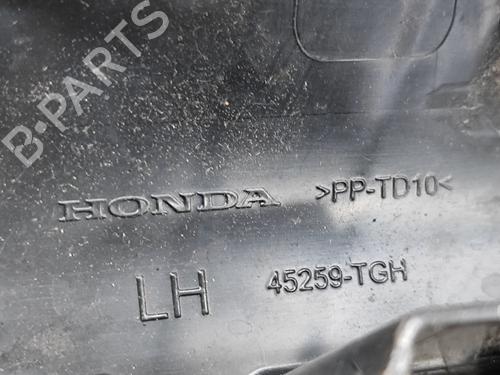 B-PARTS
HONDA >PP-TD10<
LH 45259-TGH